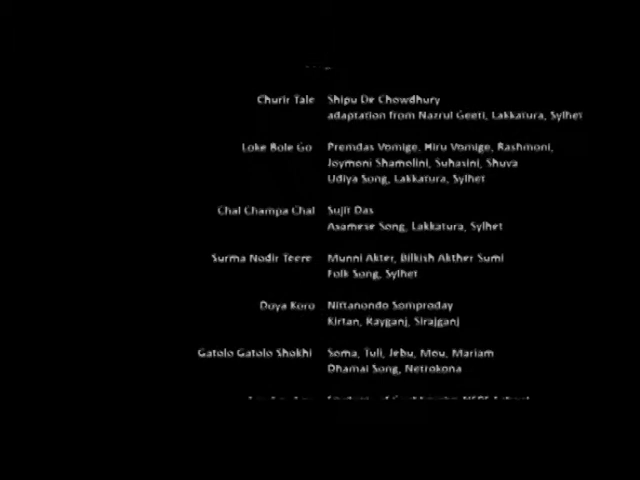 Churir Tale Shipu De Chowdhury
adaptation from Nazrul Geeti, Lakkatura, Sylhet
Loke Bole Go Premdas Vomige, Hiru Vomige, Rashmoni,
Joymoni Shamolini, Suhasini, Shuva
Udiya Song, Lakkatura, Sylhet
Chal Champa Chal Sujit Das
Asamese Song, Lakkatura, Sylhet
Surma Nodir Teere Munni Akter, Bilkish Akther Sumi
Folk Song, Sylhet
Doya Koro Nittanondo Somproday
Kirtan, Rayganj, Sirajganj
Gatolo Gatolo Shokhi Soma, Tuli, Jebu, Mou, Mariam
Dhamai Song, Netrokona